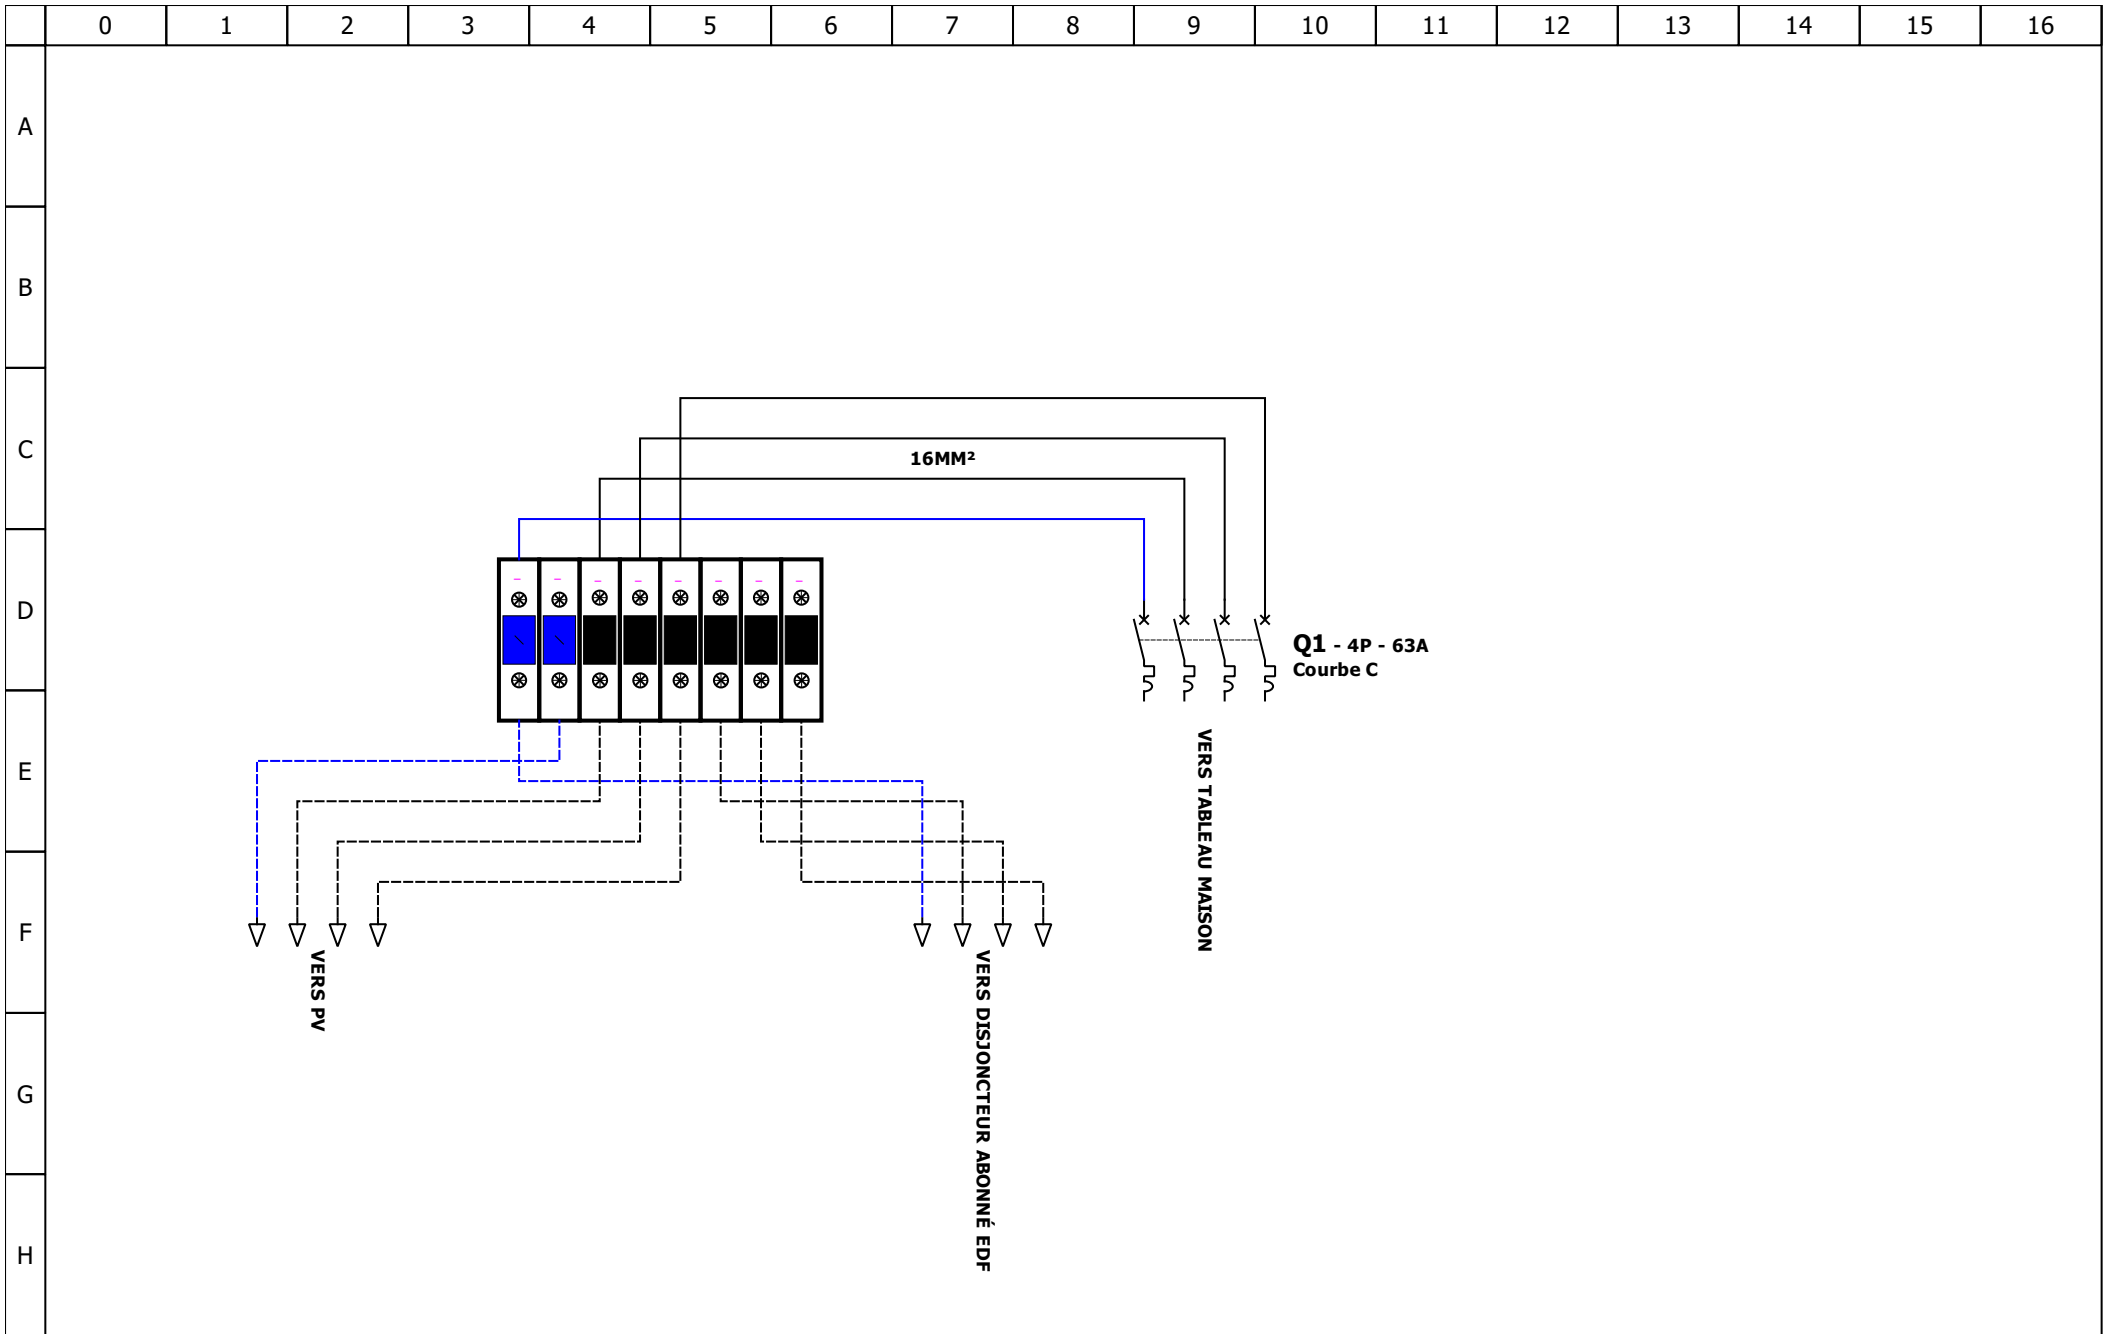 0 1 2 3 4 5 6 7 8 9 10 11 12 13 14 15 16
A
B
C
16MM²
D
Q1 - 4P - 63A
Courbe C
E
VERS TABLEAU MAISON
F
VERS PV
VERS DISJONCTEUR ABONNÉ EDF
G
H